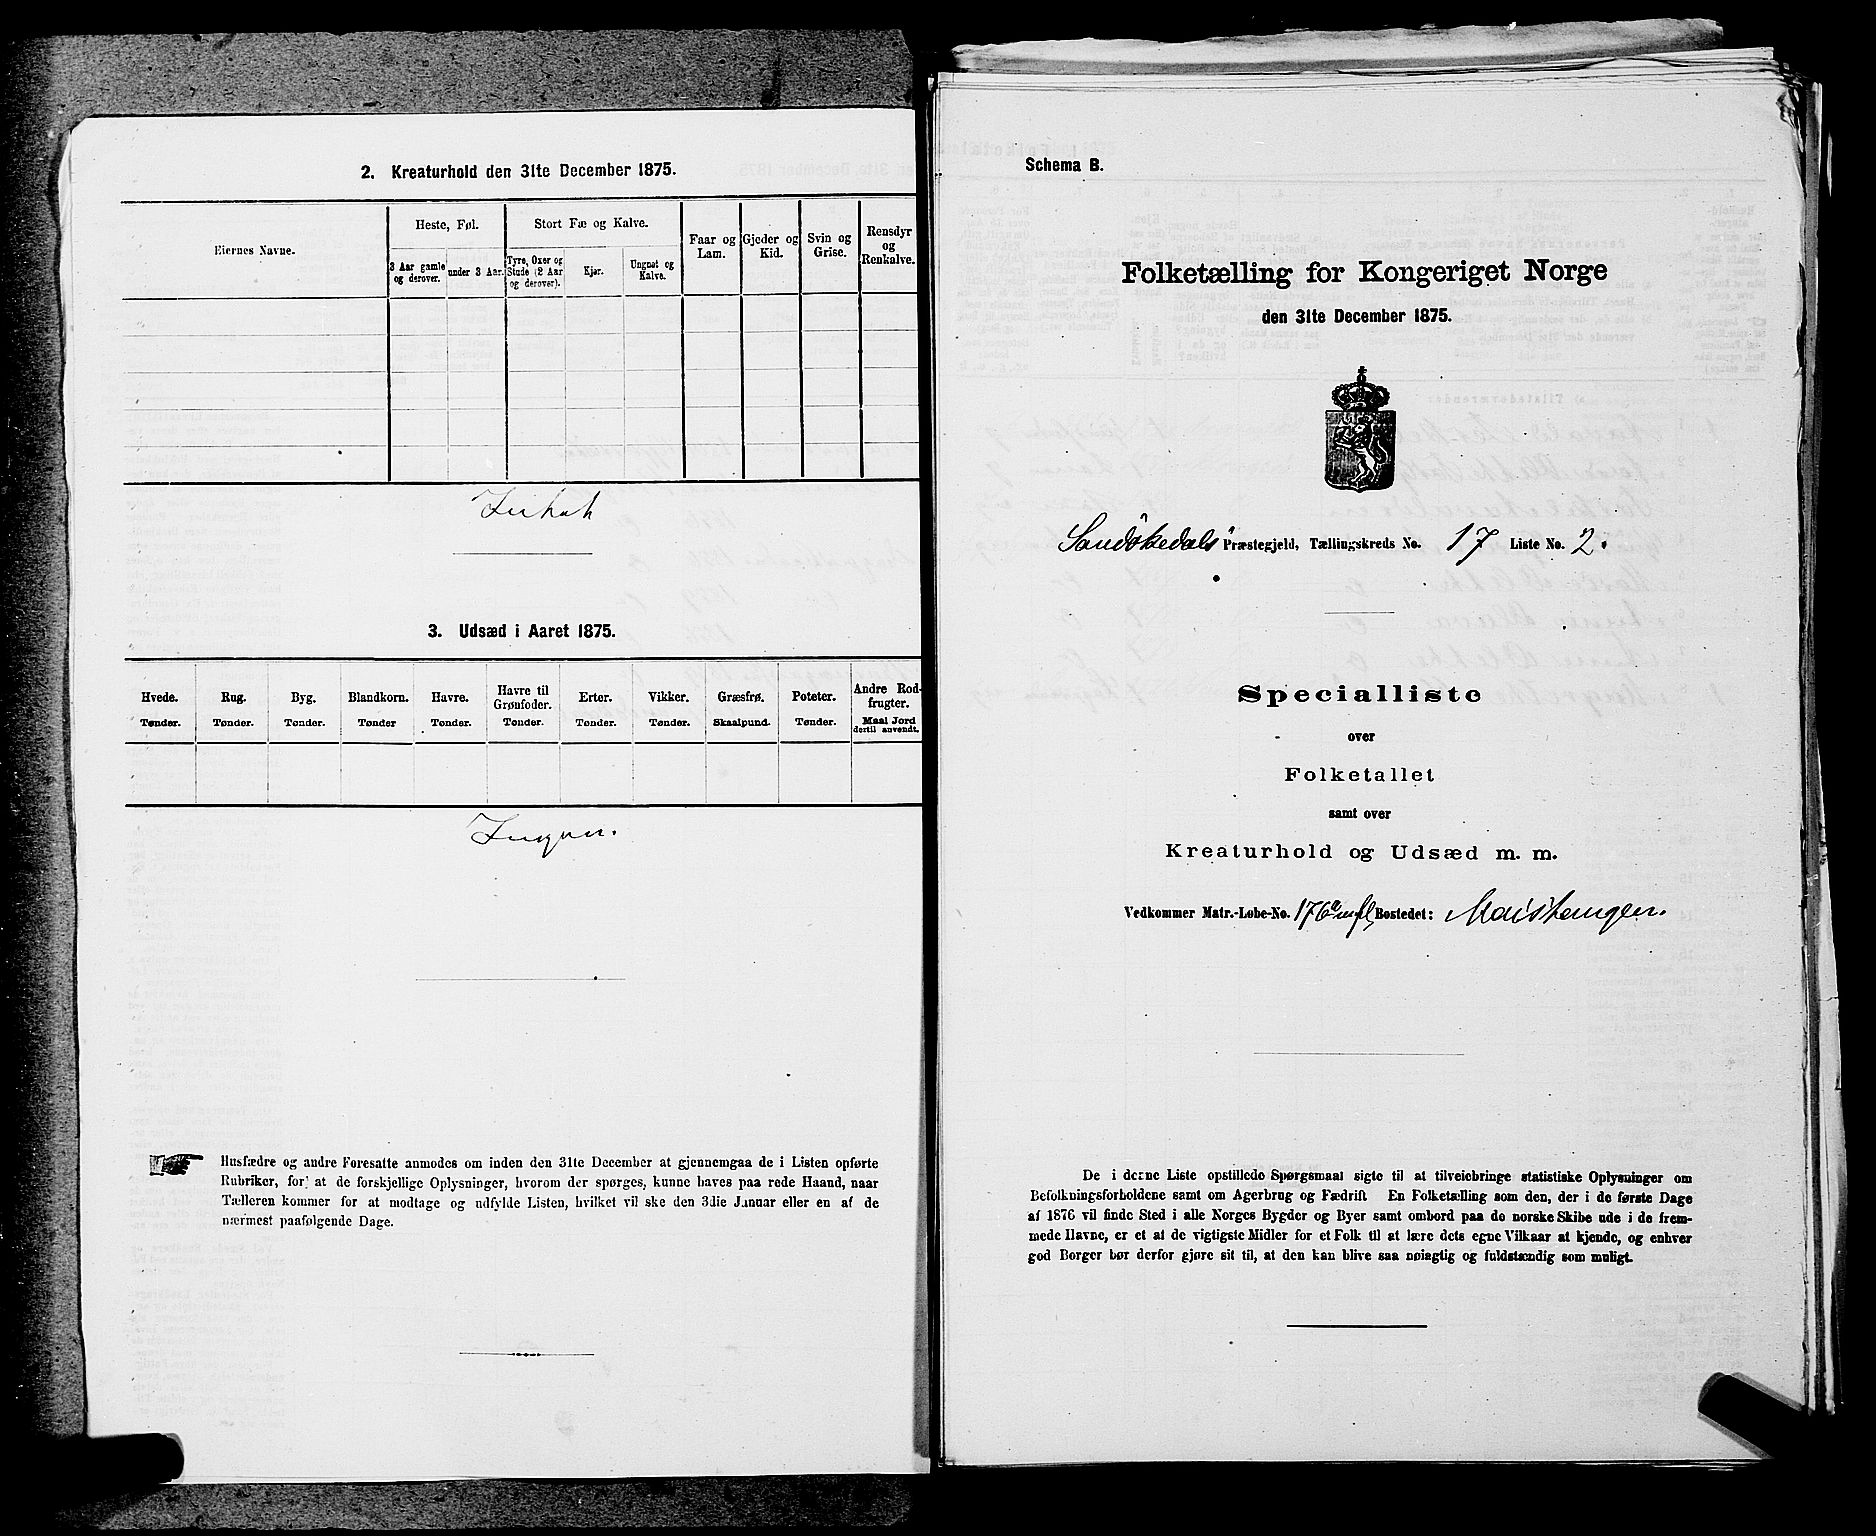 2. Kreaturhold den 31te December 1875.
Eiernes Navne.
Heste, Føl.
3 Aar gamle og derover.
under 3 Aar.
Stort Fæ og Kalve.
Tyre, Oxer og Stude (2 Aar og derover).
Kjør.
Ungnøt og Kalve.
Faar og Lam.
Gjeder og Kid.
Svin og Grise.
Rensdyr og Renkalve.
3. Udsæd i Aaret 1875.
Hvede. Tønder.
Rug. Tønder.
Byg. Tønder.
Blandkorn. Tønder
Havre. Tønder.
Havre til Grønfoder. Tønder.
Erter. Tønder.
Vikker. Tønder.
Græsfrø. Skaalpund.
Poteter. Tønder.
Andre Rodfrugter. Maal Jord dertil anvendt.
Ingen.
Husfædre og andre Foresatte anmodes om inden den 31te December at gjennemgaa de i Listen opførte
Rubriker, for at de forskjellige Oplysninger, hvorom der spørges, kunne haves paa rede Haand, naar
Tælleren kommer for at modtage og udfylde Listen, hvilket vil ske den 3die Januar eller en af de
nærmest paafølgende Dage.
Schema B.
Folketælling for Kongeriget Norge
den 31te December 1875.
Sandøkedals Præstegjeld, Tællingskreds No. 17 Liste No. 2.
Specialliste
over
Folketallet
samt over
Kreaturhold og Udsæd m. m.
Vedkommer Matr.-Løbe-No. 176a mfl, Bostedet: Maistangen.
De i denne Liste opstillede Spørgsmaal sigte til at tilveiebringe statistiske Oplysninger om
Befolkningsforholdene samt om Agerbrug og Fædrift En Folketælling som den, der i de første Dage
af 1876 vil finde Sted i alle Norges Bygder og Byer samt ombord paa de norske Skibe ude i de frem-
mede Havne, er et at de vigtigste Midler for et Folk til at lære dets egne Vilkaar at kjende, og enhver
god Borger bør derfor gjøre sit til, at den kan blive saa nøiagtig og fuldstændig som muligt.